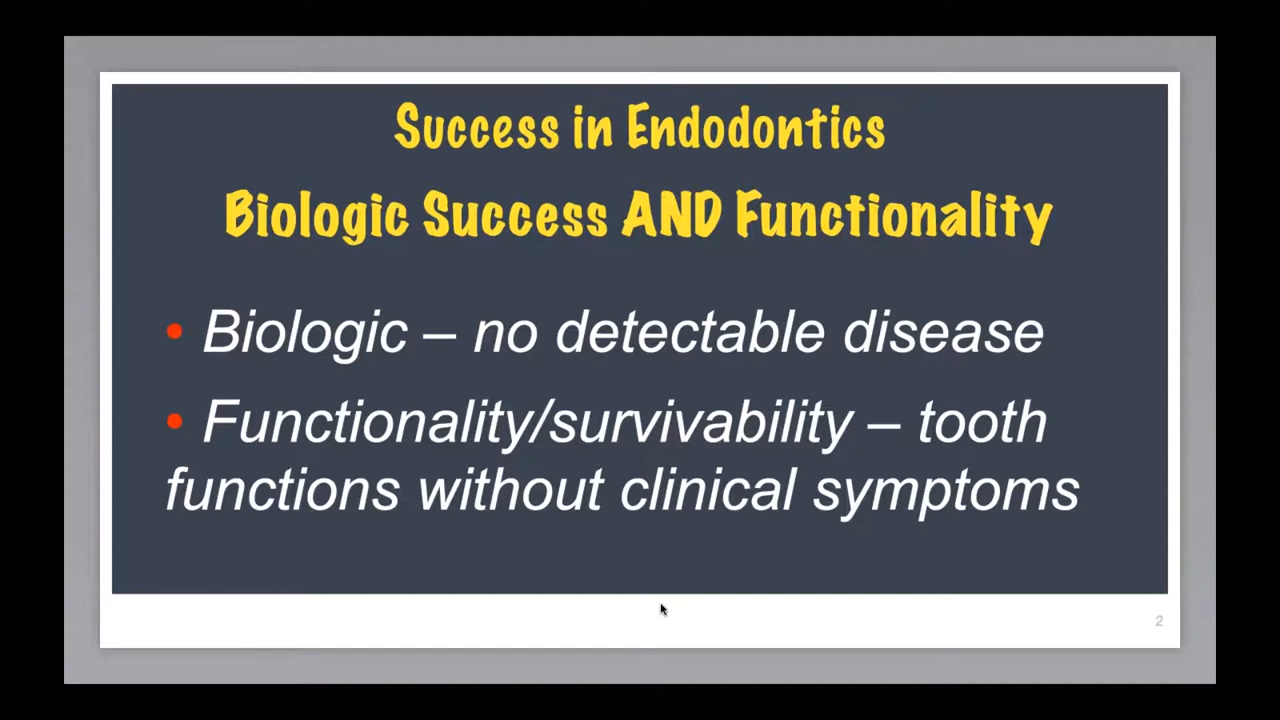 Success in Endodontics
Biologic Success AND Functionality
• Biologic – no detectable disease
• Functionality/survivability – tooth
functions without clinical symptoms
2